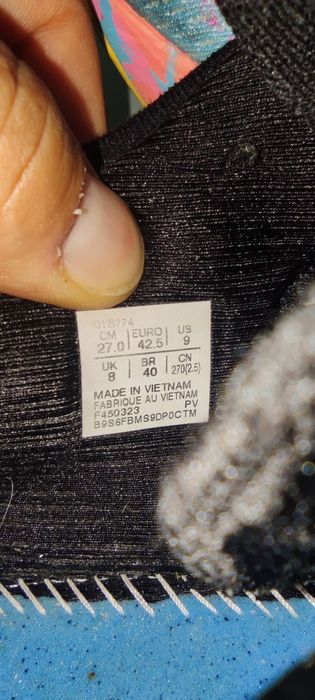 CM | EURO | US
27.0 | 42.5 | 9
UK | BR | CN
8 | 40 | 270(2.5)
MADE IN VIETNAM
FABRIQUE AU VIETNAM
F450323 PV
B9S6FBMS9DP0CTM